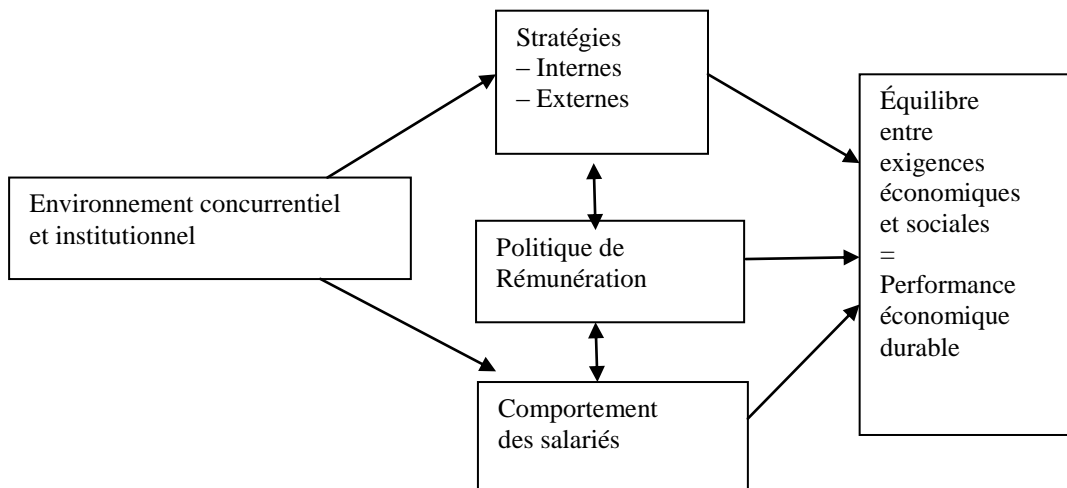 Stratégies
– Internes
– Externes
Environnement concurrentiel
et institutionnel
Politique de
Rémunération
Comportement
des salariés
Équilibre
entre
exigences
économiques
et sociales
=
Performance
économique
durable